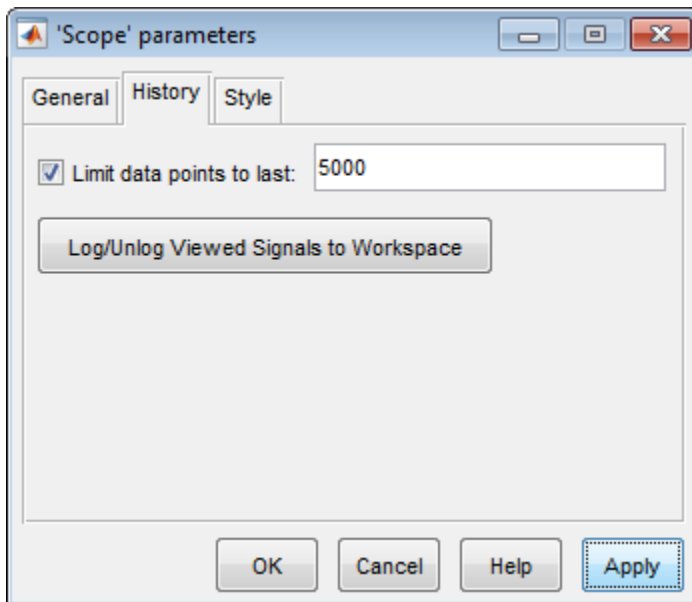 'Scope' parameters
General History Style
Limit data points to last: 5000
Log/Unlog Viewed Signals to Workspace
OK Cancel Help Apply